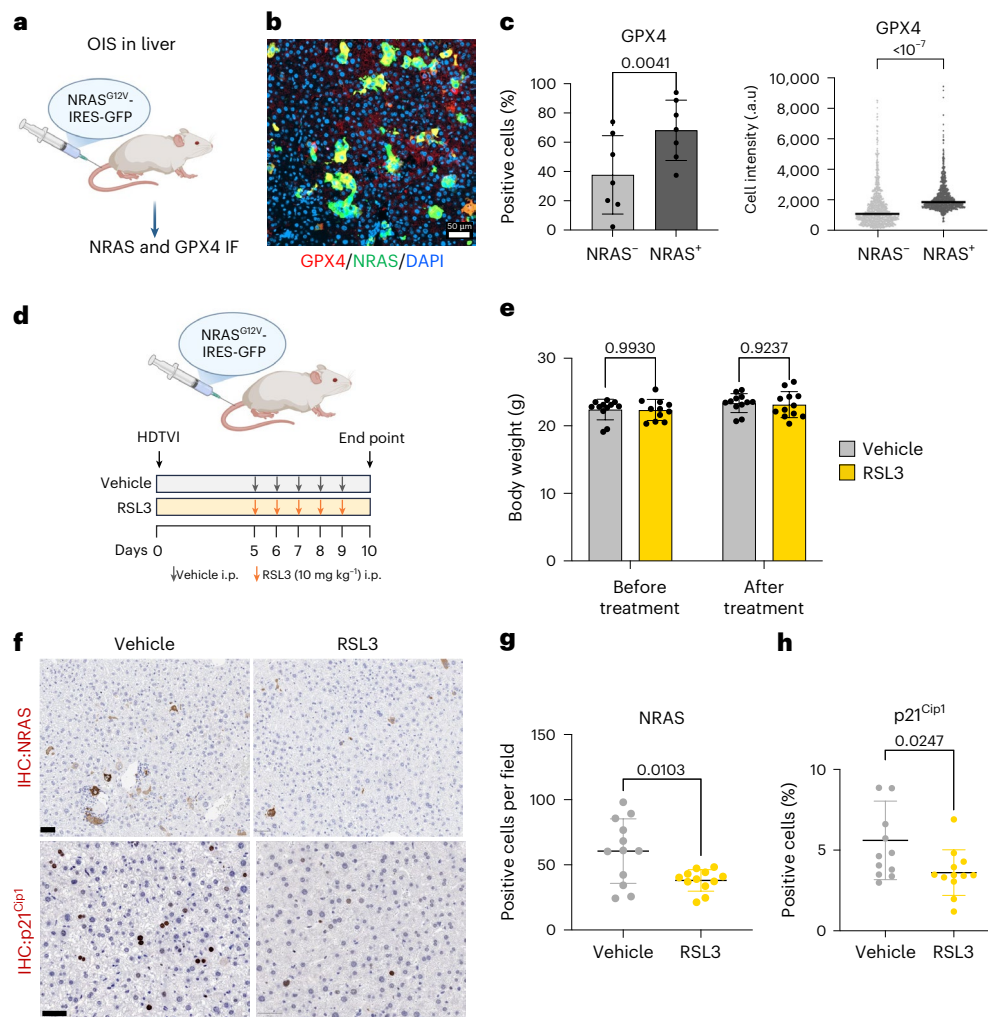 a
OIS in liver
NRAS^G12V-
IRES-GFP
NRAS and GPX4 IF
b
50 µm
GPX4/NRAS/DAPI
c
GPX4
0.0041
Positive cells (%)
100
80
60
40
20
0
NRAS⁻
NRAS⁺
GPX4
<10⁻⁷
Cell intensity (.a.u)
10,000
8,000
6,000
4,000
2,000
0
NRAS⁻
NRAS⁺
d
NRAS^G12V-
IRES-GFP
HDTVI
End point
Vehicle
RSL3
Days 0 5 6 7 8 9 10
Vehicle i.p.
RSL3 (10 mg kg⁻¹) i.p.
e
0.9930
0.9237
Body weight (g)
30
20
10
0
Before
treatment
After
treatment
Vehicle
RSL3
f
Vehicle
RSL3
IHC:NRAS
IHC:p21^Cip1
g
NRAS
0.0103
Positive cells per field
150
100
50
0
Vehicle
RSL3
h
p21^Cip1
0.0247
Positive cells (%)
10
5
0
Vehicle
RSL3